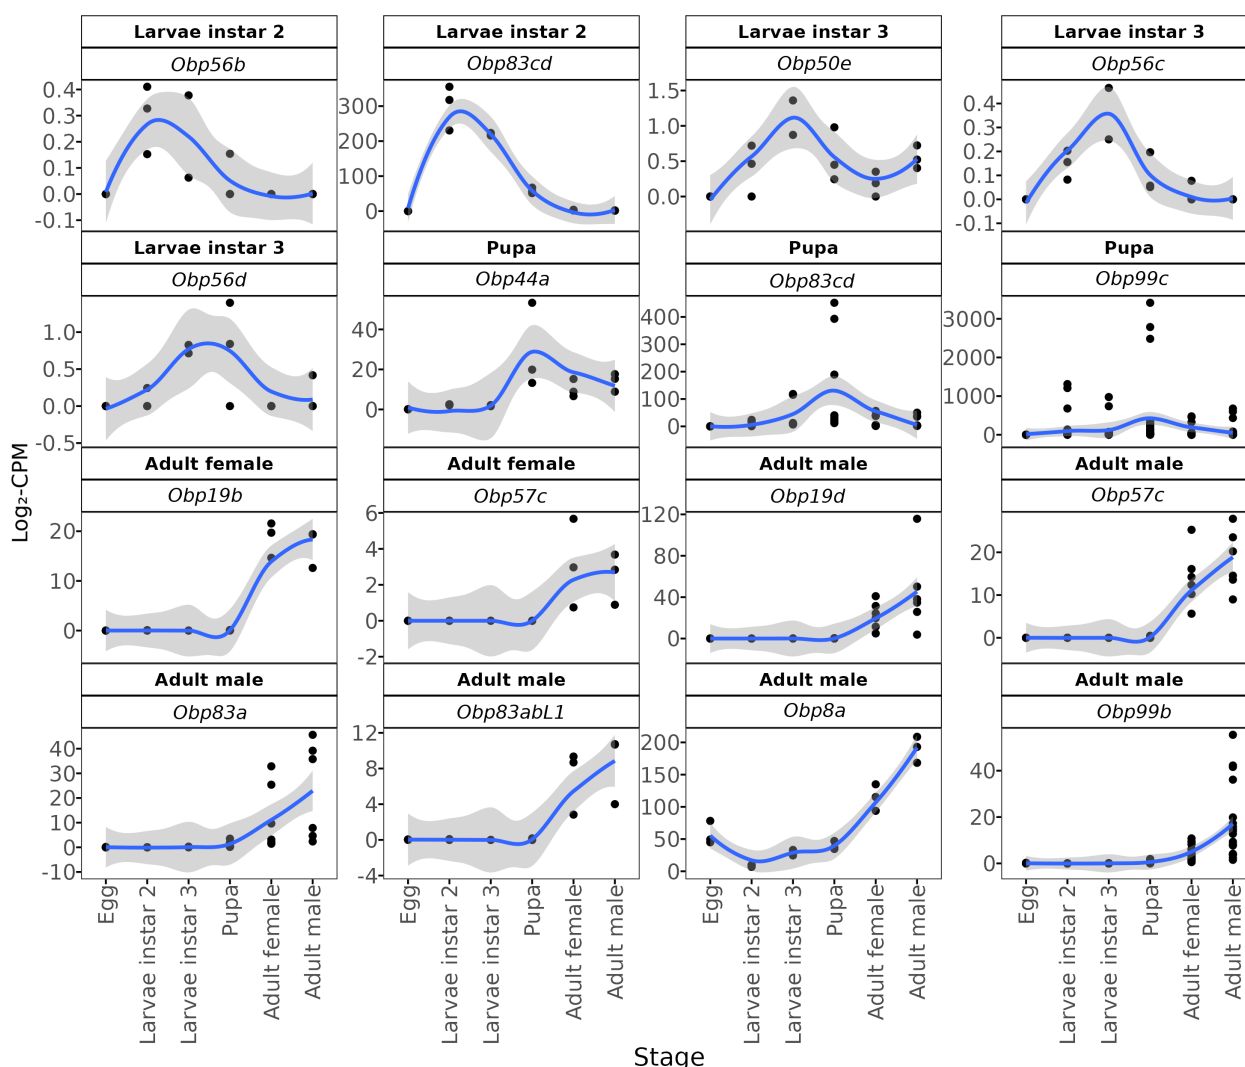 Larvae instar 2 Larvae instar 2 Larvae instar 3 Larvae instar 3
Obp56b Obp83cd Obp50e Obp56c
0.4 0.3 0.2 0.1 0.0 -0.1
300 200 100 0
1.5 1.0 0.5 0.0
0.4 0.3 0.2 0.1 0.0 -0.1
Larvae instar 3 Pupa Pupa Pupa
Obp56d Obp44a Obp83cd Obp99c
1.0 0.5 0.0 -0.5
40 20 0
400 300 200 100 0
3000 2000 1000 0
Adult female Adult female Adult male Adult male
Obp19b Obp57c Obp19d Obp57c
20 10 0
6 4 2 0 -2
120 80 40 0
20 10 0
Adult male Adult male Adult male Adult male
Obp83a Obp83abL1 Obp8a Obp99b
40 30 20 10 0 -10
12 8 4 0 -4
200 150 100 50 0
40 20 0
Log₂-CPM
Egg Larvae instar 2 Larvae instar 3 Pupa Adult female Adult male
Egg Larvae instar 2 Larvae instar 3 Pupa Adult female Adult male
Egg Larvae instar 2 Larvae instar 3 Pupa Adult female Adult male
Egg Larvae instar 2 Larvae instar 3 Pupa Adult female Adult male
Stage